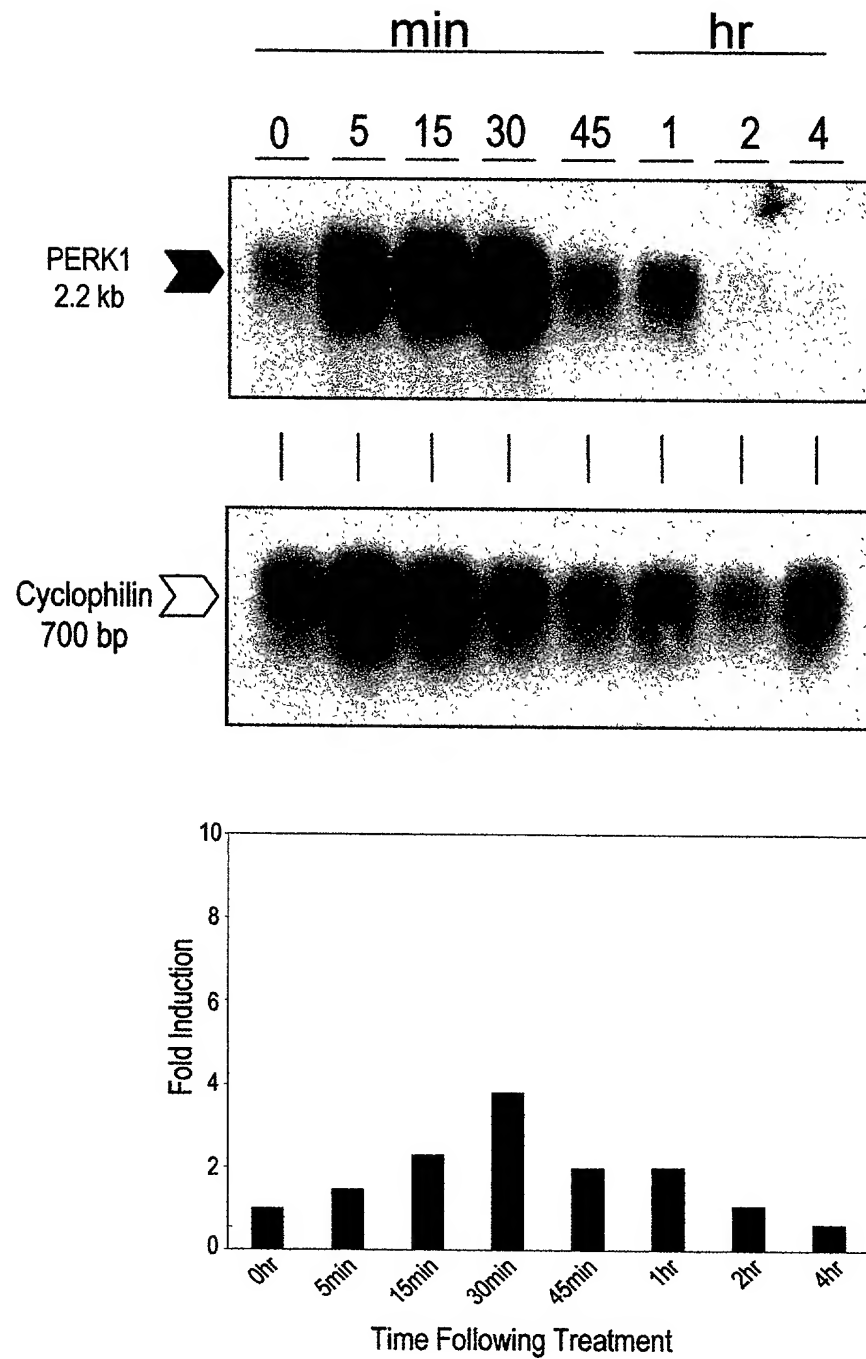 min hr
0 5 15 30 45 1 2 4
PERK1
2.2 kb
Cyclophilin
700 bp
10
8
6
4
2
0
Fold Induction
0hr 5min 15min 30min 45min 1hr 2hr 4hr
Time Following Treatment